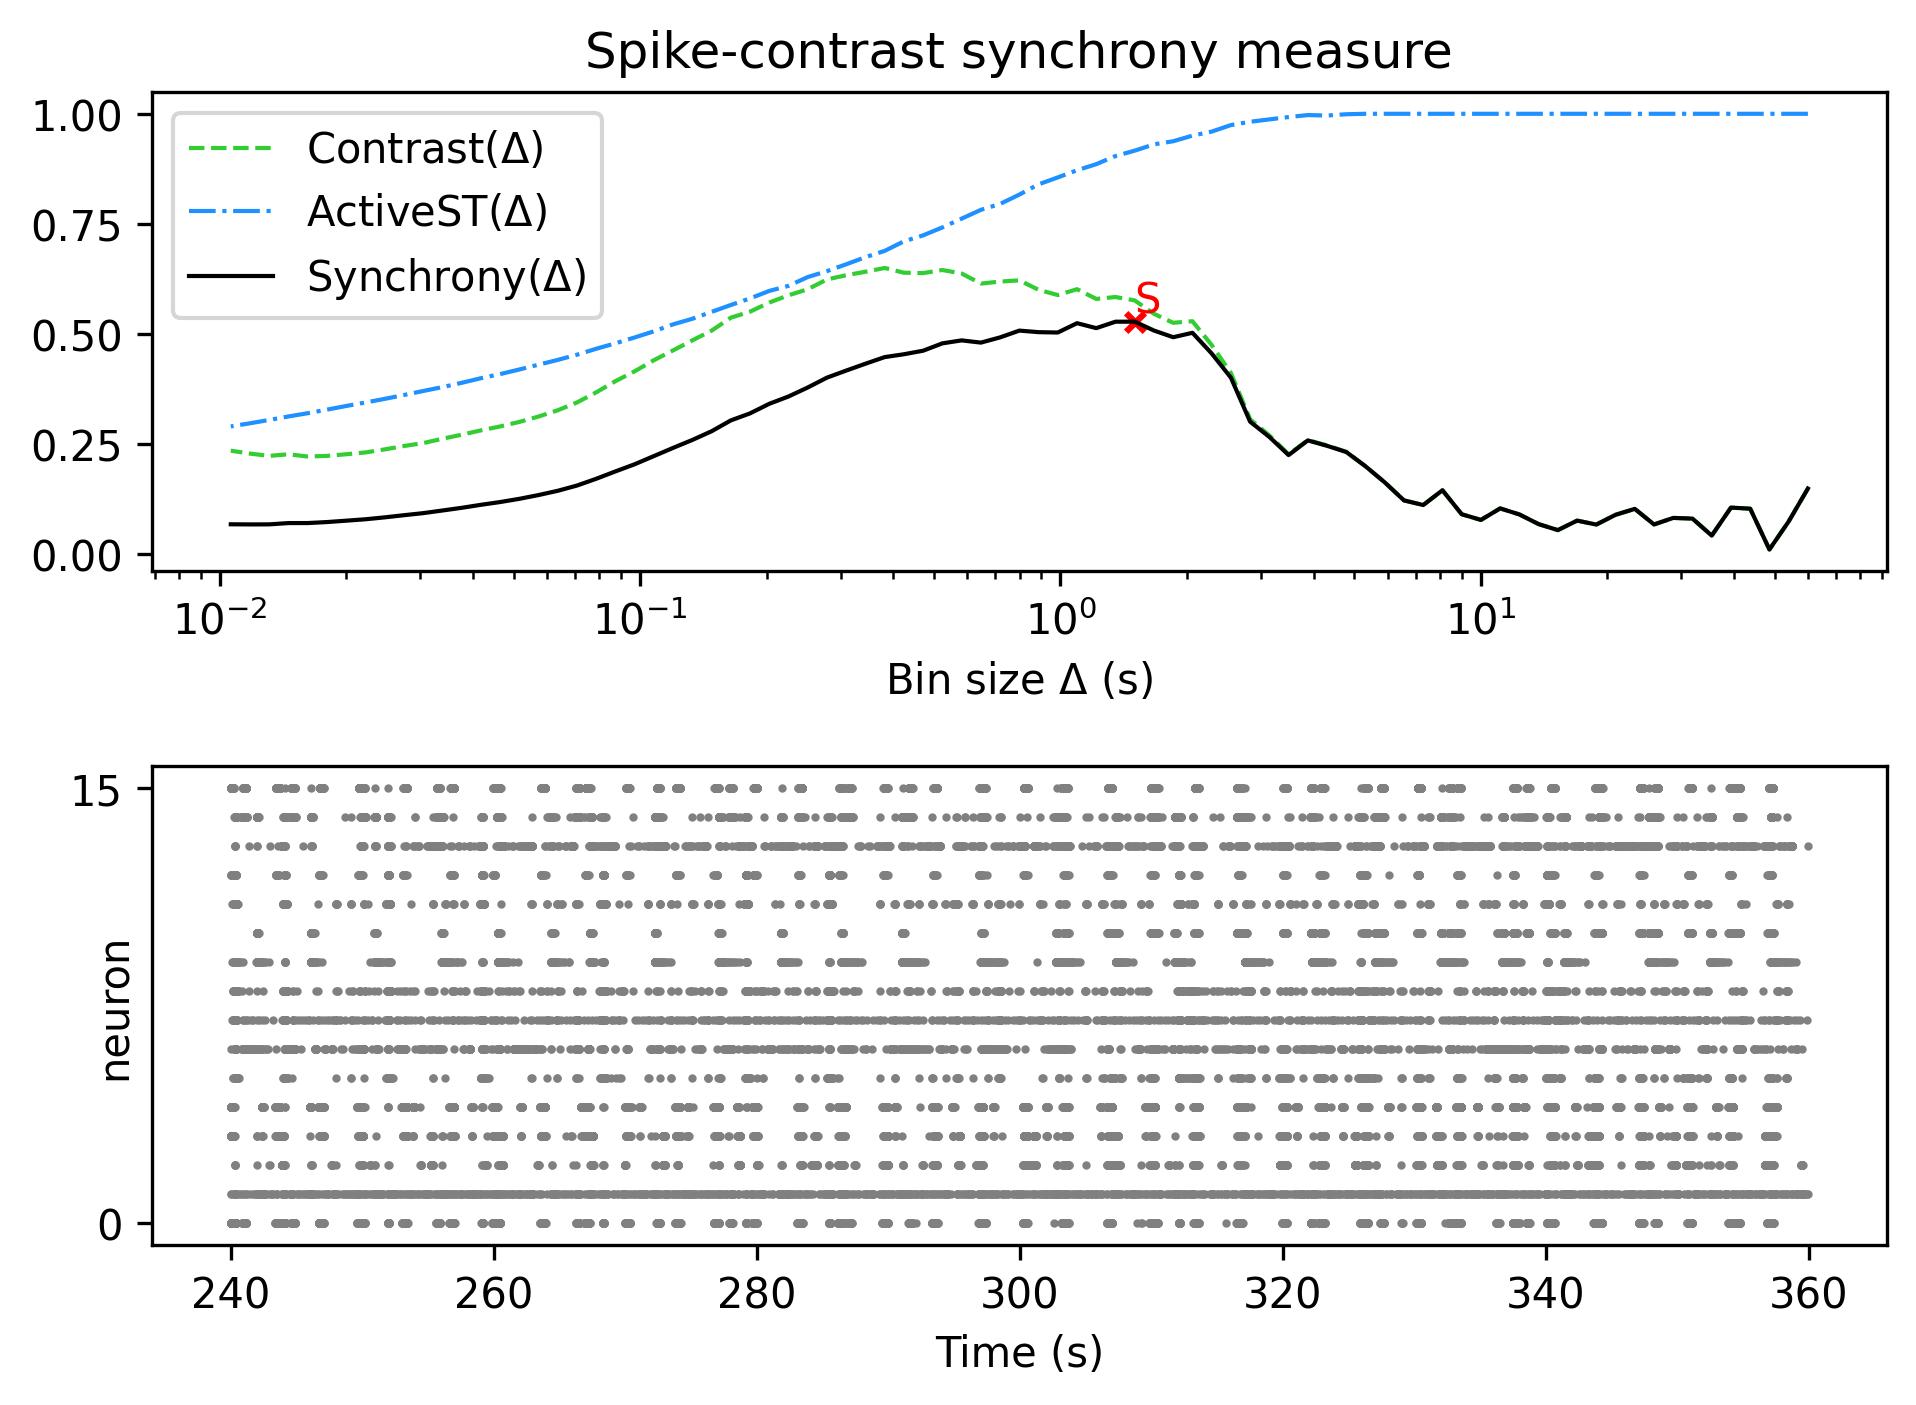 Spike-contrast synchrony measure
1.00
0.75
0.50
0.25
0.00
Contrast(Δ)
ActiveST(Δ)
Synchrony(Δ)
S
10⁻² 10⁻¹ 10⁰ 10¹
Bin size Δ (s)
15
0
neuron
240 260 280 300 320 340 360
Time (s)